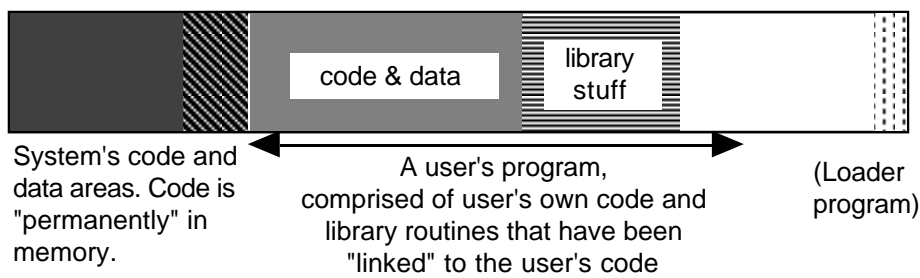 code & data
library
stuff
System's code and
data areas. Code is
"permanently" in
memory.
A user's program,
comprised of user's own code and
library routines that have been
"linked" to the user's code
(Loader
program)